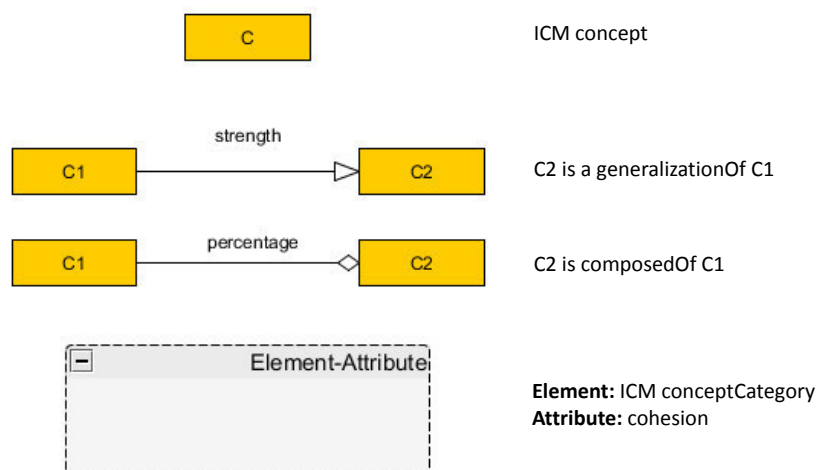 C
ICM concept
strength
C1
C2
C2 is a generalizationOf C1
percentage
C1
C2
C2 is composedOf C1
Element-Attribute
Element: ICM conceptCategory
Attribute: cohesion